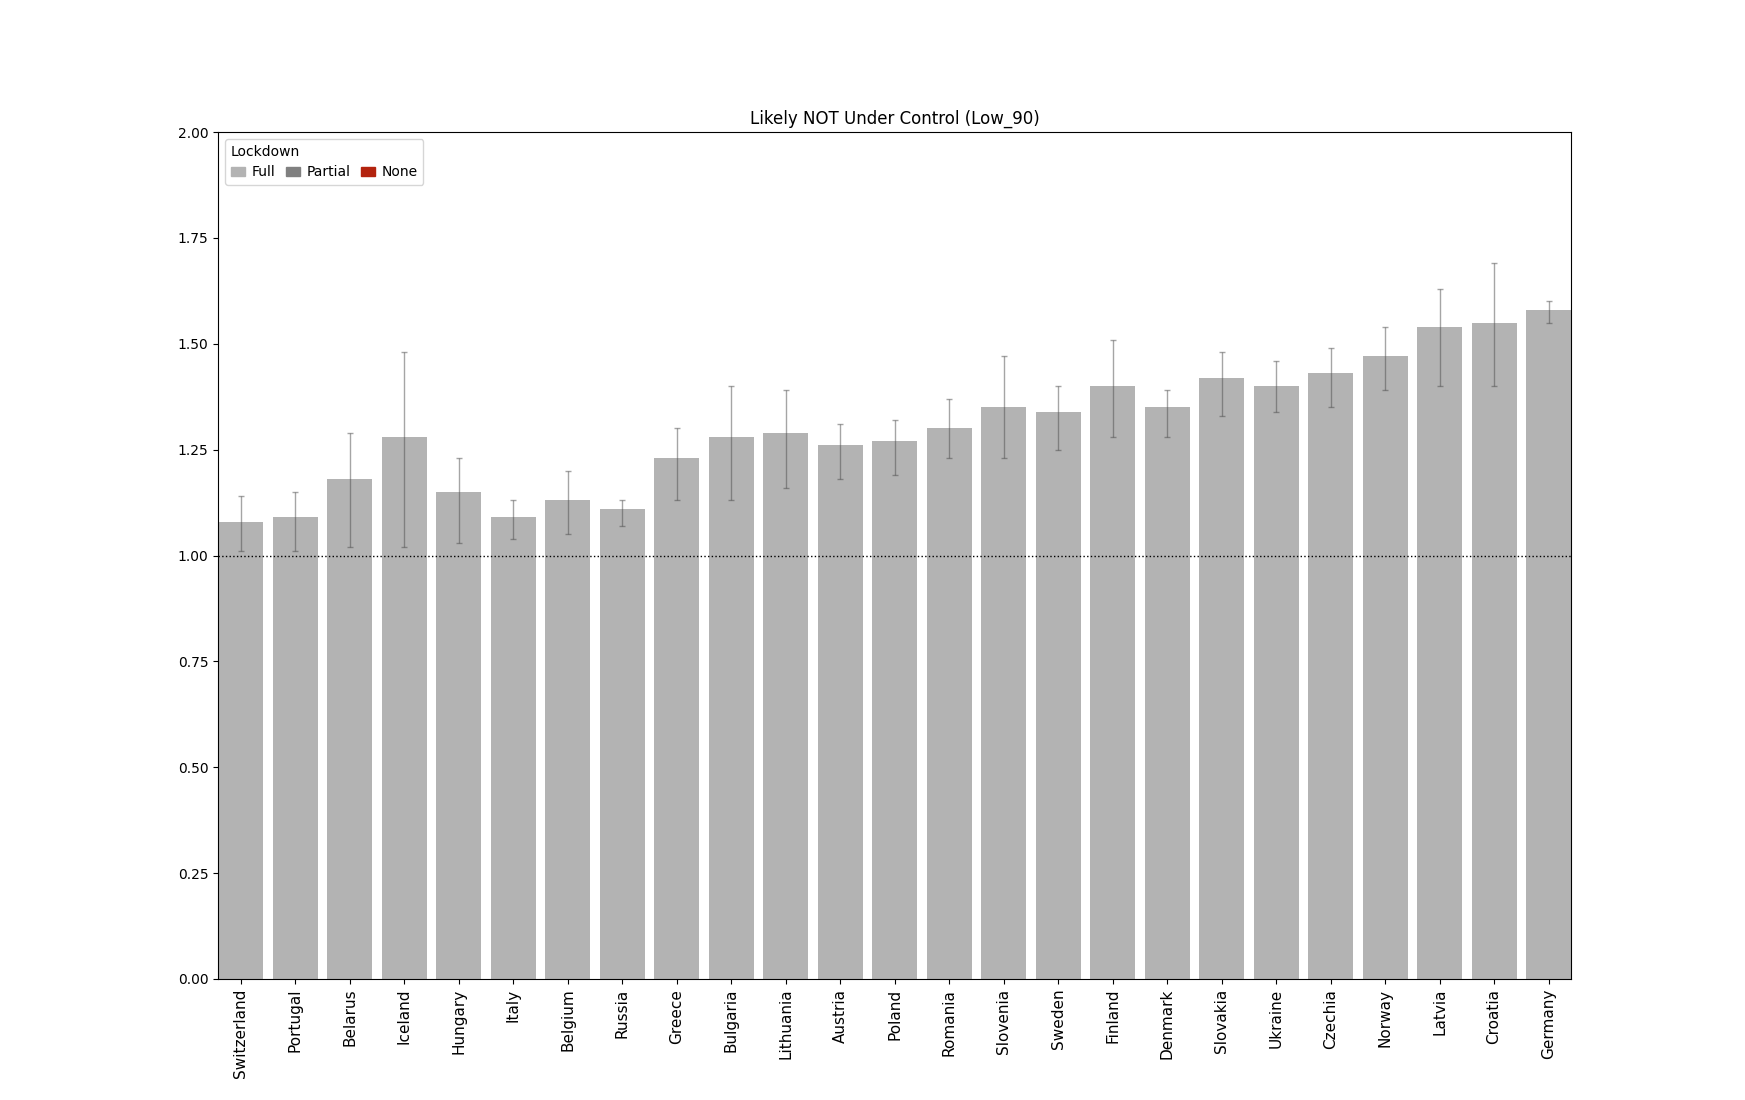 Likely NOT Under Control (Low_90)
2.00
Lockdown
Full Partial None
1.75
1.50
1.25
1.00
0.75
0.50
0.25
0.00
Switzerland
Portugal
Belarus
Iceland
Hungary
Italy
Belgium
Russia
Greece
Bulgaria
Lithuania
Austria
Poland
Romania
Slovenia
Sweden
Finland
Denmark
Slovakia
Ukraine
Czechia
Norway
Latvia
Croatia
Germany